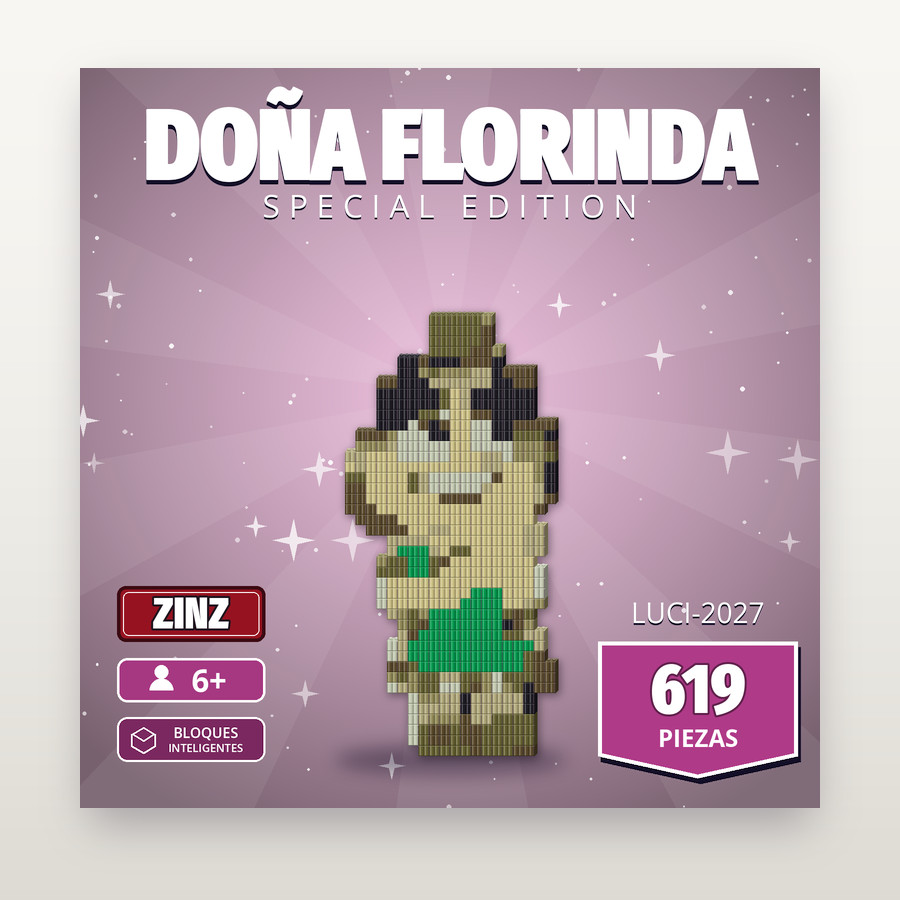 DOÑA FLORINDA
SPECIAL EDITION
ZINZ
6+
BLOQUES
INTELIGENTES
LUCI-2027
619
PIEZAS